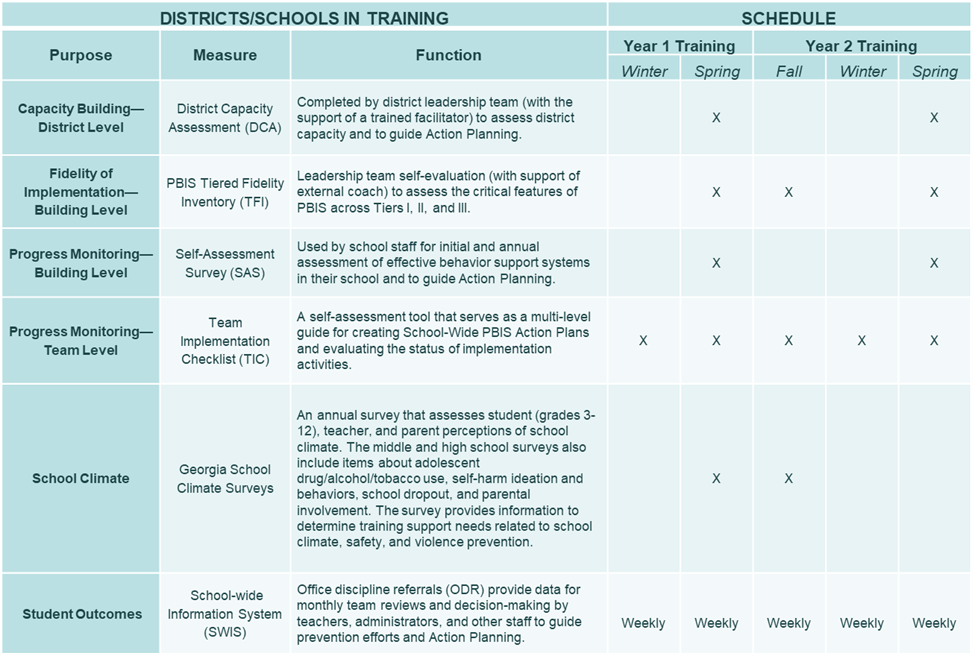 DISTRICTS/SCHOOLS IN TRAINING
SCHEDULE
Purpose
Measure
Function
Year 1 Training
Year 2 Training
Winter
Spring
Fall
Winter
Spring
Capacity Building—
District Level
District Capacity
Assessment (DCA)
Completed by district leadership team (with the
support of a trained facilitator) to assess district
capacity and to guide Action Planning.
X
X
Fidelity of
Implementation—
Building Level
PBIS Tiered Fidelity
Inventory (TFI)
Leadership team self-evaluation (with support of
external coach) to assess the critical features of
PBIS across Tiers I, II, and III.
X
X
X
Progress Monitoring—
Building Level
Self-Assessment
Survey (SAS)
Used by school staff for initial and annual
assessment of effective behavior support systems
in their school and to guide Action Planning.
X
X
Progress Monitoring—
Team Level
Team
Implementation
Checklist (TIC)
A self-assessment tool that serves as a multi-level
guide for creating School-Wide PBIS Action Plans
and evaluating the status of implementation
activities.
X
X
X
X
X
School Climate
Georgia School
Climate Surveys
An annual survey that assesses student (grades 3-
12), teacher, and parent perceptions of school
climate. The middle and high school surveys also
include items about adolescent
drug/alcohol/tobacco use, self-harm ideation and
behaviors, school dropout, and parental
involvement. The survey provides information to
determine training support needs related to school
climate, safety, and violence prevention.
X
X
Student Outcomes
School-wide
Information System
(SWIS)
Office discipline referrals (ODR) provide data for
monthly team reviews and decision-making by
teachers, administrators, and other staff to guide
prevention efforts and Action Planning.
Weekly
Weekly
Weekly
Weekly
Weekly